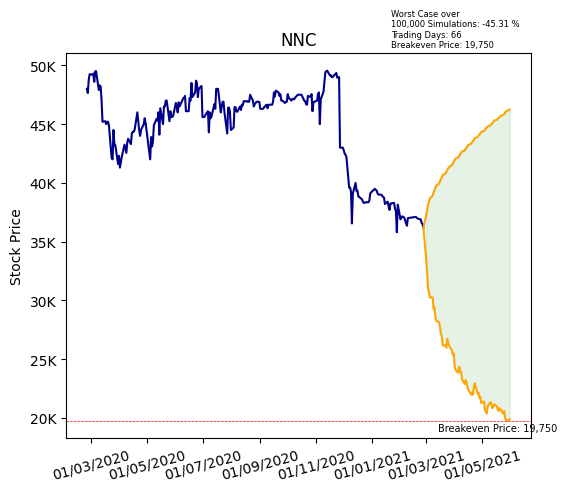 Worst Case over
100,000 Simulations: -45.31 %
Trading Days: 66
Breakeven Price: 19,750
NNC
50K
45K
40K
35K
30K
25K
20K
Stock Price
Breakeven Price: 19,750
01/03/2020
01/05/2020
01/07/2020
01/09/2020
01/11/2020
01/01/2021
01/03/2021
01/05/2021